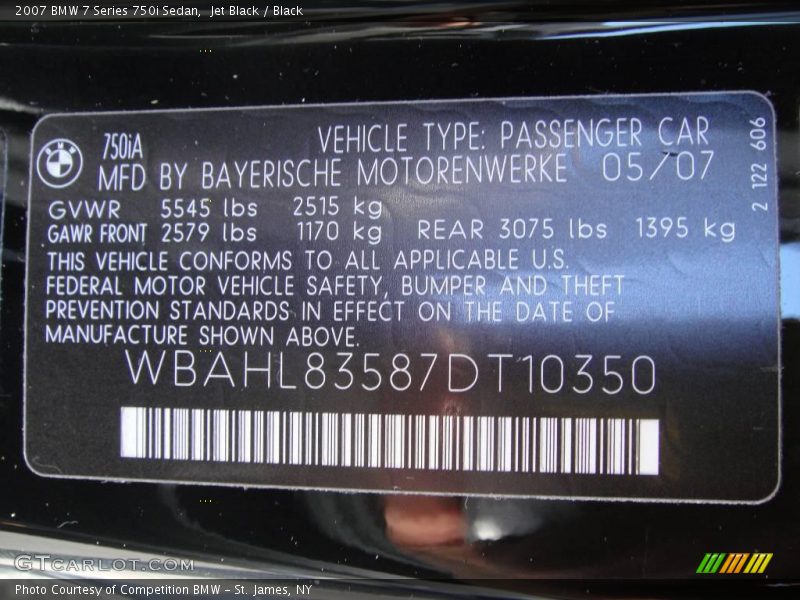 2007 BMW 7 Series 750i Sedan, Jet Black / Black
BMW
750iA
VEHICLE TYPE: PASSENGER CAR
MFD BY BAYERISCHE MOTORENWERKE 05/07
GVWR 5545 lbs 2515 kg
GAWR FRONT 2579 lbs 1170 kg REAR 3075 lbs 1395 kg
THIS VEHICLE CONFORMS TO ALL APPLICABLE U.S.
FEDERAL MOTOR VEHICLE SAFETY, BUMPER AND THEFT
PREVENTION STANDARDS IN EFFECT ON THE DATE OF
MANUFACTURE SHOWN ABOVE.
WBAHL83587DT10350
2 122 606
GTCARLOT.COM
Photo Courtesy of Competition BMW – St. James, NY